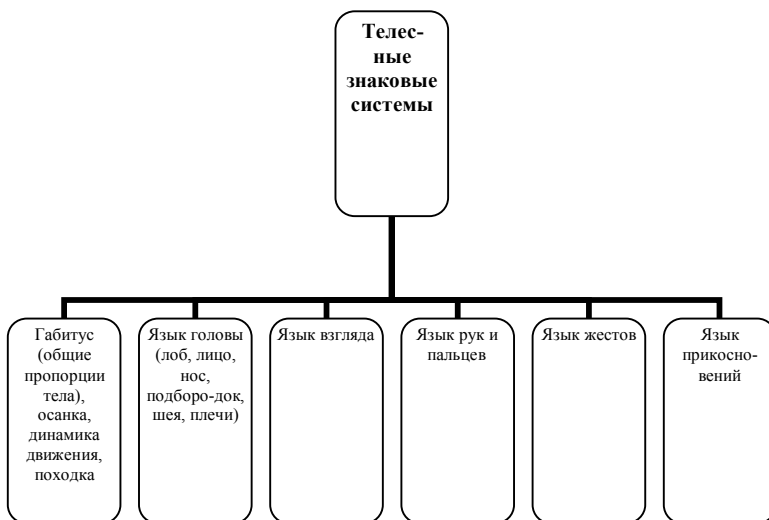 Телес-
ные
знаковые
системы
Габитус
(общие
пропорции
тела),
осанка,
динамика
движения,
походка
Язык головы
(лоб, лицо,
нос,
подборо-док,
шея, плечи)
Язык взгляда
Язык рук и
пальцев
Язык жестов
Язык
прикосно-
вений